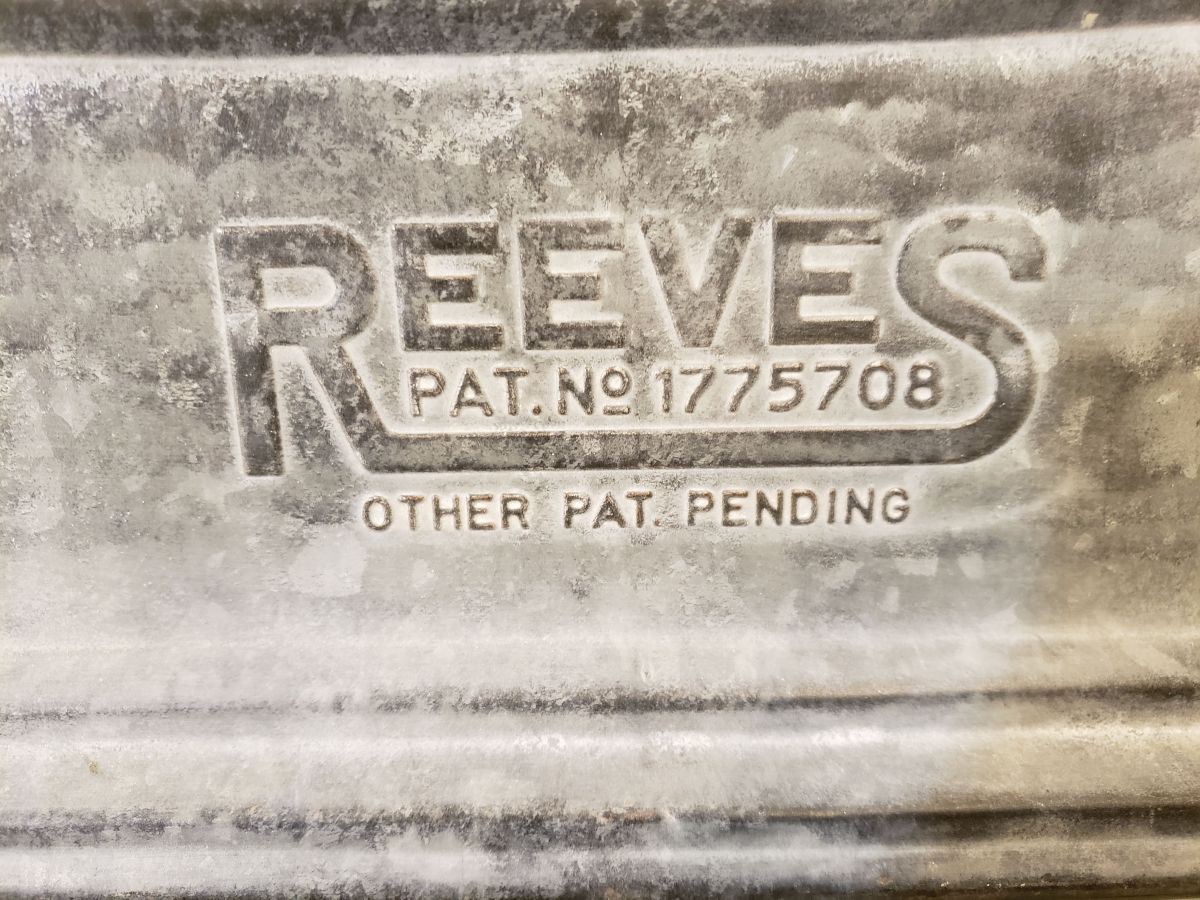 REEVES
PAT. Nº 1775708
OTHER PAT. PENDING